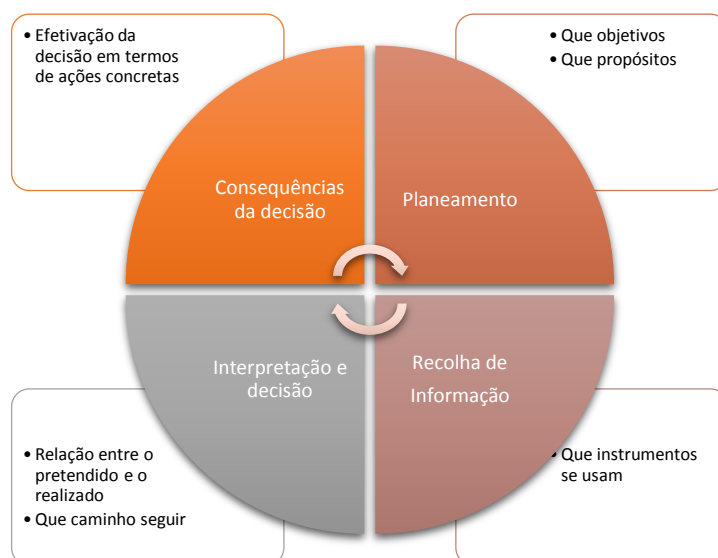 • Efetivação da
decisão em termos
de ações concretas
• Que objetivos
• Que propósitos
Consequências
da decisão
Planeamento
Interpretação e
decisão
Recolha de
Informação
• Relação entre o
pretendido e o
realizado
• Que caminho seguir
• Que instrumentos
se usam